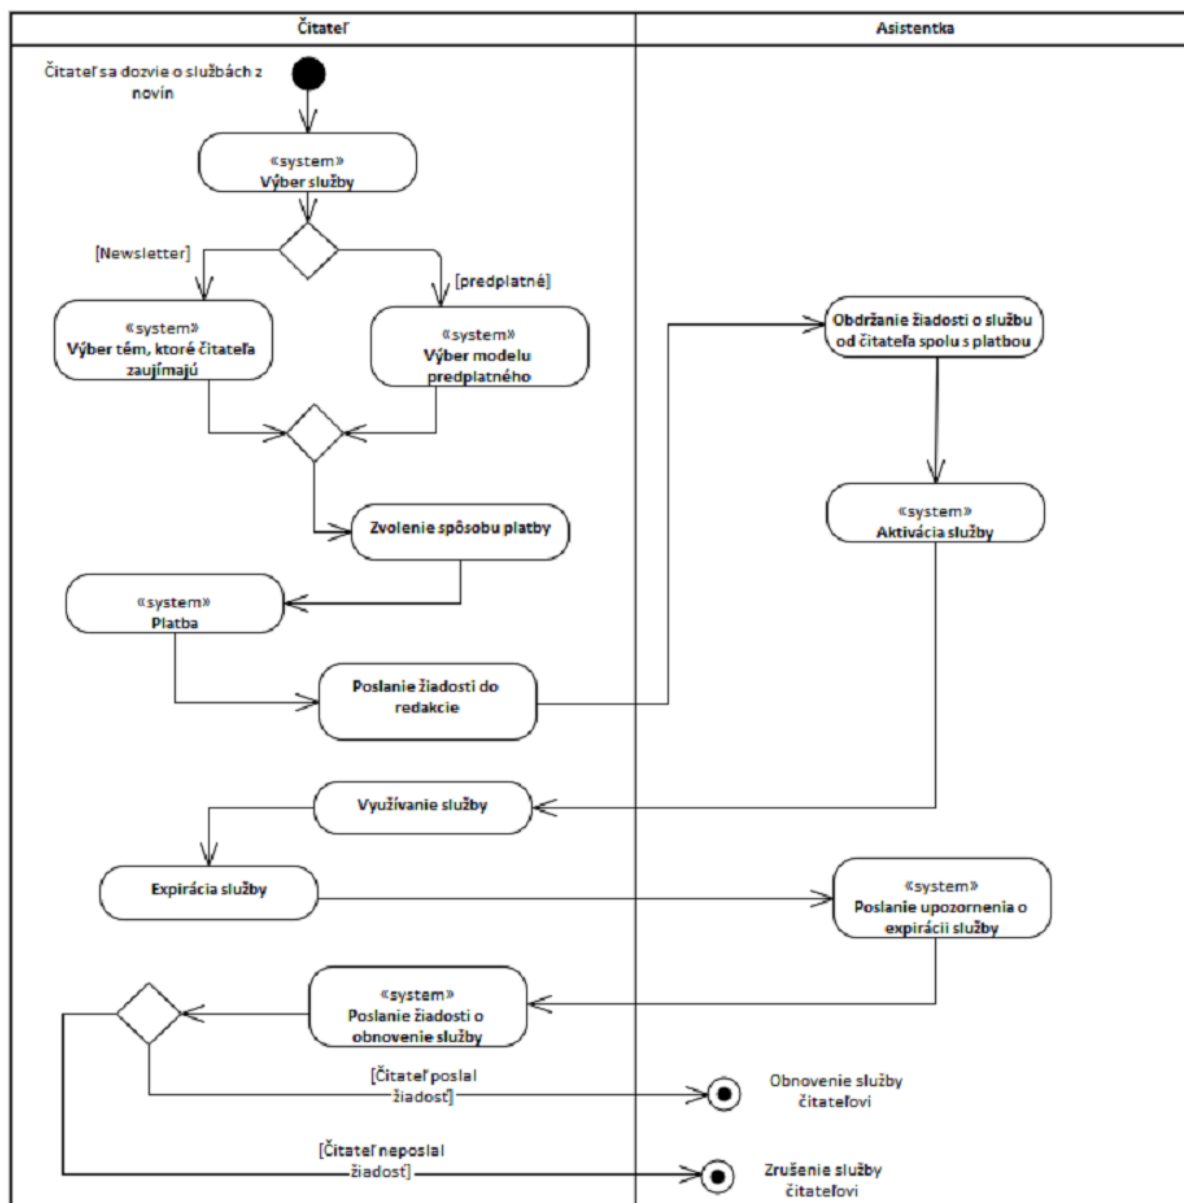 Čitateľ
Asistentka
Čitateľ sa dozvie o službách z
novín
«system»
Výber služby
[Newsletter]
[predplatné]
«system»
Výber tém, ktoré čitateľa
zaujímajú
«system»
Výber modelu
predplatného
Obdržanie žiadosti o službu
od čitateľa spolu s platbou
Zvolenie spôsobu platby
«system»
Aktivácia služby
«system»
Platba
Poslanie žiadosti do
redakcie
Využívanie služby
Expirácia služby
«system»
Poslanie upozornenia o
expirácii služby
«system»
Poslanie žiadosti o
obnovenie služby
[Čitateľ poslal
žiadosť]
Obnovenie služby
čitateľovi
[Čitateľ neposlal
žiadosť]
Zrušenie služby
čitateľovi